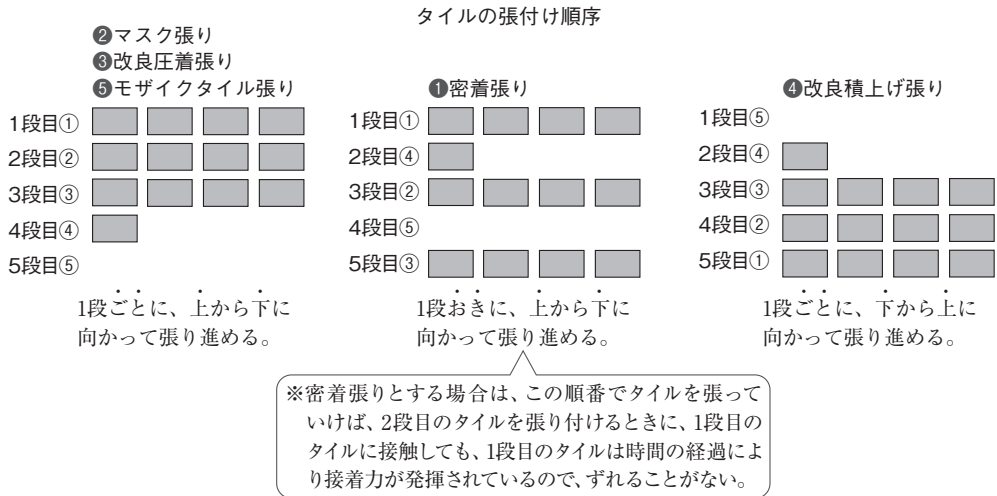 タイルの張付け順序
❷マスク張り
❸改良圧着張り
❺モザイクタイル張り
1段目①
2段目②
3段目③
4段目④
5段目⑤
1段ごとに、上から下に
向かって張り進める。
❶密着張り
1段目①
2段目④
3段目②
4段目⑤
5段目③
1段おきに、上から下に
向かって張り進める。
❹改良積上げ張り
1段目⑤
2段目④
3段目③
4段目②
5段目①
1段ごとに、下から上に
向かって張り進める。
※密着張りとする場合は、この順番でタイルを張って
いけば、2段目のタイルを張り付けるときに、1段目の
タイルに接触しても、1段目のタイルは時間の経過によ
り接着力が発揮されているので、ずれることがない。